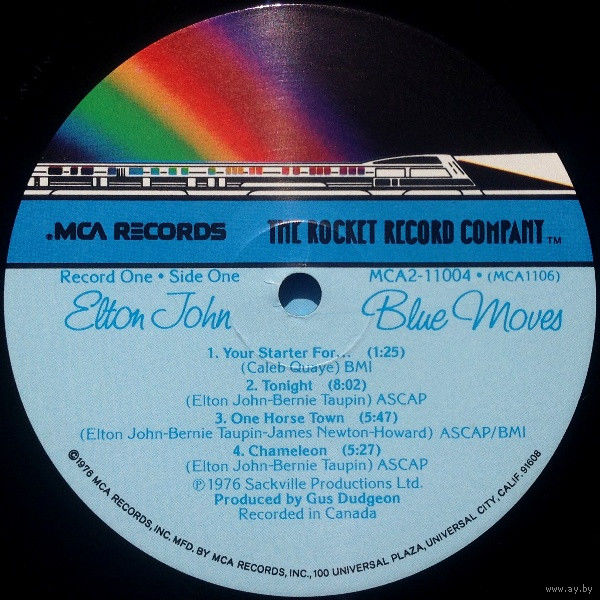 .MCA RECORDS
THE ROCKET RECORD COMPANY TM
Record One • Side One
MCA2-11004 • (MCA1106)
Elton John
Blue Moves
1. Your Starter For... (1:25)
(Caleb Quaye) BMI
2. Tonight (8:02)
(Elton John-Bernie Taupin) ASCAP
3. One Horse Town (5:47)
(Elton John-Bernie Taupin-James Newton-Howard) ASCAP/BMI
4. Chameleon (5:27)
(Elton John-Bernie Taupin) ASCAP
℗ 1976 Sackville Productions Ltd.
Produced by Gus Dudgeon
Recorded in Canada
©1976 MCA RECORDS, INC. MFD. BY MCA RECORDS, INC., 100 UNIVERSAL PLAZA, UNIVERSAL CITY, CALIF. 91608
www.ay.by